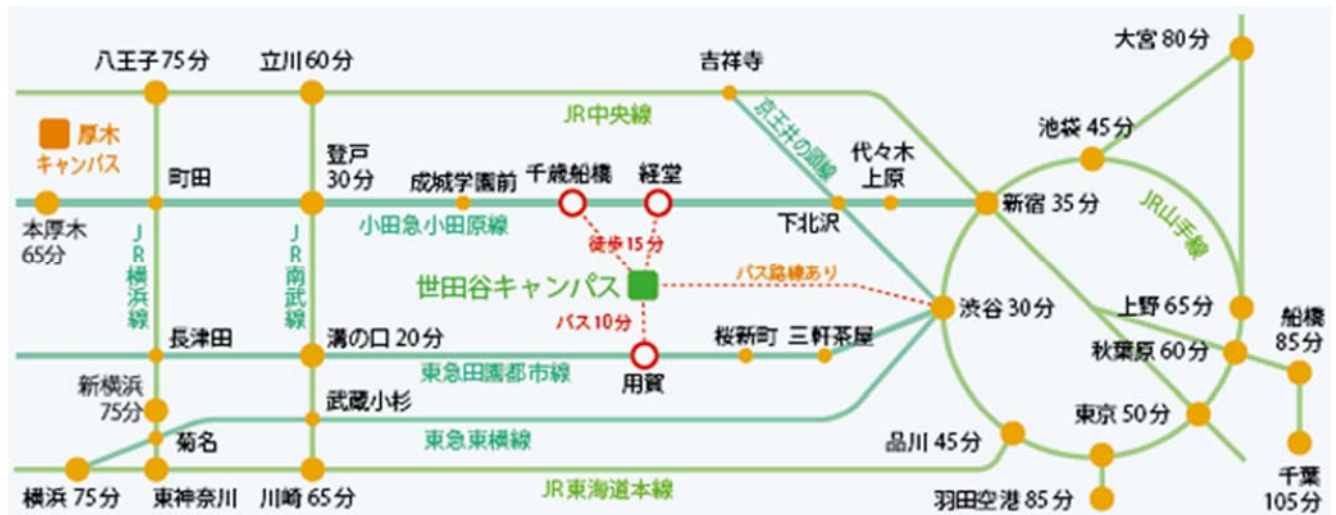 八王子75分
立川60分
吉祥寺
大宮80分
JR中央線
京王井の頭線
池袋45分
厚木
キャンパス
町田
登戸
30分
成城学園前
千歳船橋
経堂
代々木
上原
新宿35分
JR山手線
本厚木
65分
小田急小田原線
下北沢
徒歩15分
JR横浜線
JR南武線
世田谷キャンパス
バス路線あり
渋谷30分
上野65分
船橋
85分
バス10分
長津田
溝の口20分
桜新町
三軒茶屋
秋葉原60分
東急田園都市線
用賀
新横浜
75分
武蔵小杉
東京50分
菊名
東急東横線
品川45分
横浜75分
東神奈川
川崎65分
JR東海道本線
羽田空港85分
千葉
105分